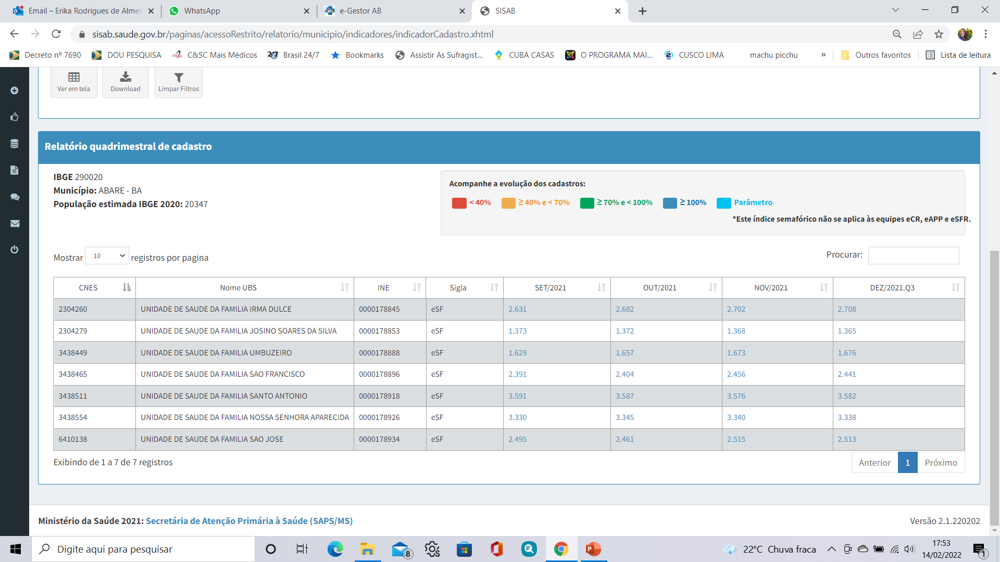 Email – Erika Rodrigues de Almei
WhatsApp
e-Gestor AB
SISAB
sisab.saude.gov.br/paginas/acessoRestrito/relatorio/municipio/indicadores/indicadorCadastro.xhtml
Decreto nº 7690
DOU PESQUISA
C&SC Mais Médicos
Brasil 24/7
Bookmarks
Assistir As Sufragist...
CUBA CASAS
O PROGRAMA MAI...
CUSCO LIMA
machu picchu
»
Outros favoritos
Lista de leitura
Ver em tela
Download
Limpar Filtros
Relatório quadrimestral de cadastro
IBGE 290020
Município: ABARE - BA
População estimada IBGE 2020: 20347
Acompanhe a evolução dos cadastros:
< 40% ≥ 40% e < 70% ≥ 70% e < 100% ≥ 100% Parâmetro
*Este índice semafórico não se aplica às equipes eCR, eAPP e eSFR.
Mostrar 10 registros por pagina
Procurar:
CNES Nome UBS INE Sigla SET/2021 OUT/2021 NOV/2021 DEZ/2021.Q3
2304260 UNIDADE DE SAUDE DA FAMILIA IRMA DULCE 0000178845 eSF 2.631 2.682 2.702 2.708
2304279 UNIDADE DE SAUDE DA FAMILIA JOSINO SOARES DA SILVA 0000178853 eSF 1.373 1.372 1.368 1.365
3438449 UNIDADE DE SAUDE DA FAMILIA UMBUZEIRO 0000178888 eSF 1.629 1.657 1.673 1.676
3438465 UNIDADE DE SAUDE DA FAMILIA SAO FRANCISCO 0000178896 eSF 2.391 2.404 2.456 2.441
3438511 UNIDADE DE SAUDE DA FAMILIA SANTO ANTONIO 0000178918 eSF 3.591 3.587 3.576 3.582
3438554 UNIDADE DE SAUDE DA FAMILIA NOSSA SENHORA APARECIDA 0000178926 eSF 3.330 3.345 3.340 3.338
6410138 UNIDADE DE SAUDE DA FAMILIA SAO JOSE 0000178934 eSF 2.495 2.461 2.515 2.513
Exibindo de 1 a 7 de 7 registros
Anterior 1 Próximo
Ministério da Saúde 2021: Secretária de Atenção Primária à Saúde (SAPS/MS)
Versão 2.1.220202
Digite aqui para pesquisar
8
22°C Chuva fraca
17:53
14/02/2022
1